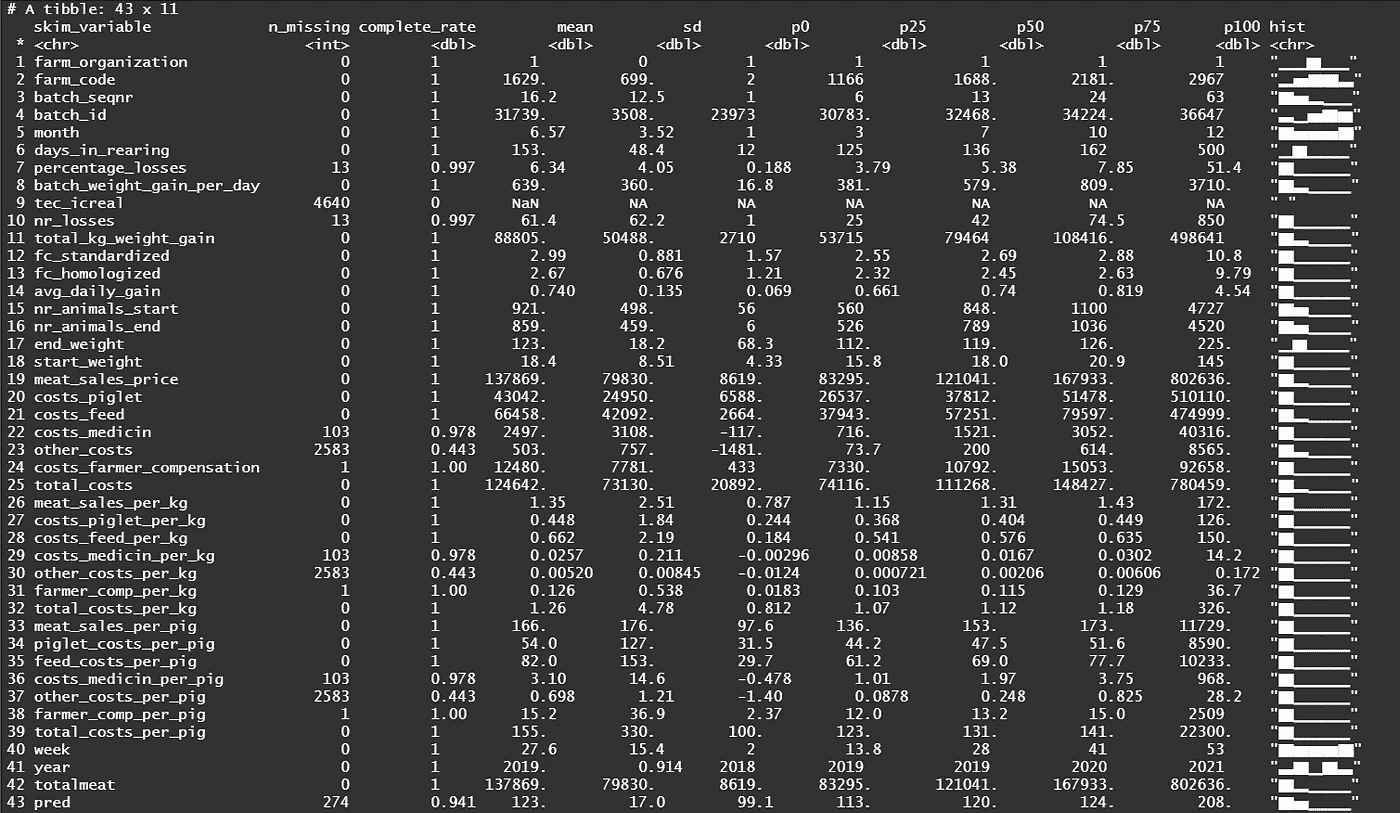 # A tibble: 43 x 11
skim_variable n_missing complete_rate mean sd p0 p25 p50 p75 p100 hist
* <chr> <int> <dbl> <dbl> <dbl> <dbl> <dbl> <dbl> <dbl> <dbl> <chr>
1 farm_organization 0 1 1 0 1 1 1 1 1 "▁▁▇▁▁"
2 farm_code 0 1 1629. 699. 2 1166 1688. 2181. 2967 "▂▅▇▇▃"
3 batch_seqnr 0 1 16.2 12.5 1 6 13 24 63 "▇▅▂▁▁"
4 batch_id 0 1 31739. 3508. 23973 30783. 32468. 34224. 36647 "▃▁▅▇▇"
5 month 0 1 6.57 3.52 1 3 7 10 12 "▇▅▅▅▇"
6 days_in_rearing 0 1 153. 48.4 12 125 136 162 500 "▁▇▁▁▁"
7 percentage_losses 13 0.997 6.34 4.05 0.188 3.79 5.38 7.85 51.4 "▇▁▁▁▁"
8 batch_weight_gain_per_day 0 1 639. 360. 16.8 381. 579. 809. 3710. "▇▃▁▁▁"
9 tec_icreal 4640 0 NaN NA NA NA NA NA NA " "
10 nr_losses 13 0.997 61.4 62.2 1 25 42 74.5 850 "▇▁▁▁▁"
11 total_kg_weight_gain 0 1 88805. 50488. 2710 53715 79464 108416. 498641 "▇▃▁▁▁"
12 fc_standardized 0 1 2.99 0.881 1.57 2.55 2.69 2.88 10.8 "▇▁▁▁▁"
13 fc_homologized 0 1 2.67 0.676 1.21 2.32 2.45 2.63 9.79 "▇▁▁▁▁"
14 avg_daily_gain 0 1 0.740 0.135 0.069 0.661 0.74 0.819 4.54 "▇▁▁▁▁"
15 nr_animals_start 0 1 921. 498. 56 560 848. 1100 4727 "▇▅▁▁▁"
16 nr_animals_end 0 1 859. 459. 6 526 789 1036 4520 "▇▅▁▁▁"
17 end_weight 0 1 123. 18.2 68.3 112. 119. 126. 225. "▁▇▁▁▁"
18 start_weight 0 1 18.4 8.51 4.33 15.8 18.0 20.9 145 "▇▁▁▁▁"
19 meat_sales_price 0 1 137869. 79830. 8619. 83295. 121041. 167933. 802636. "▇▃▁▁▁"
20 costs_piglet 0 1 43042. 24950. 6588. 26537. 37812. 51478. 510110. "▇▁▁▁▁"
21 costs_feed 0 1 66458. 42092. 2664. 37943. 57251. 79597. 474999. "▇▂▁▁▁"
22 costs_medicin 103 0.978 2497. 3108. -117. 716. 1521. 3052. 40316. "▇▁▁▁▁"
23 other_costs 2583 0.443 503. 757. -1481. 73.7 200 614. 8565. "▇▂▁▁▁"
24 costs_farmer_compensation 1 1.00 12480. 7781. 433 7330. 10792. 15053. 92658. "▇▁▁▁▁"
25 total_costs 0 1 124642. 73130. 20892. 74116. 111268. 148427. 780459. "▇▂▁▁▁"
26 meat_sales_per_kg 0 1 1.35 2.51 0.787 1.15 1.31 1.43 172. "▇▁▁▁▁"
27 costs_piglet_per_kg 0 1 0.448 1.84 0.244 0.368 0.404 0.449 126. "▇▁▁▁▁"
28 costs_feed_per_kg 0 1 0.662 2.19 0.184 0.541 0.576 0.635 150. "▇▁▁▁▁"
29 costs_medicin_per_kg 103 0.978 0.0257 0.211 -0.00296 0.00858 0.0167 0.0302 14.2 "▇▁▁▁▁"
30 other_costs_per_kg 2583 0.443 0.00520 0.00845 -0.0124 0.000721 0.00206 0.00606 0.172 "▇▁▁▁▁"
31 farmer_comp_per_kg 1 1.00 0.126 0.538 0.0183 0.103 0.115 0.129 36.7 "▇▁▁▁▁"
32 total_costs_per_kg 0 1 1.26 4.78 0.812 1.07 1.12 1.18 326. "▇▁▁▁▁"
33 meat_sales_per_pig 0 1 166. 176. 97.6 136. 153. 173. 11729. "▇▁▁▁▁"
34 piglet_costs_per_pig 0 1 54.0 127. 31.5 44.2 47.5 51.6 8590. "▇▁▁▁▁"
35 feed_costs_per_pig 0 1 82.0 153. 29.7 61.2 69.0 77.7 10233. "▇▁▁▁▁"
36 costs_medicin_per_pig 103 0.978 3.10 14.6 -0.478 1.01 1.97 3.75 968. "▇▁▁▁▁"
37 other_costs_per_pig 2583 0.443 0.698 1.21 -1.40 0.0878 0.248 0.825 28.2 "▇▁▁▁▁"
38 farmer_comp_per_pig 1 1.00 15.2 36.9 2.37 12.0 13.2 15.0 2509 "▇▁▁▁▁"
39 total_costs_per_pig 0 1 155. 330. 100. 123. 131. 141. 22300. "▇▁▁▁▁"
40 week 0 1 27.6 15.4 2 13.8 28 41 53 "▇▆▆▆▇"
41 year 0 1 2019. 0.914 2018 2019 2019 2020 2021 "▂▇▁▇▃"
42 totalmeat 0 1 137869. 79830. 8619. 83295. 121041. 167933. 802636. "▇▃▁▁▁"
43 pred 274 0.941 123. 17.0 99.1 113. 120. 124. 208. "▇▅▁▁▁"